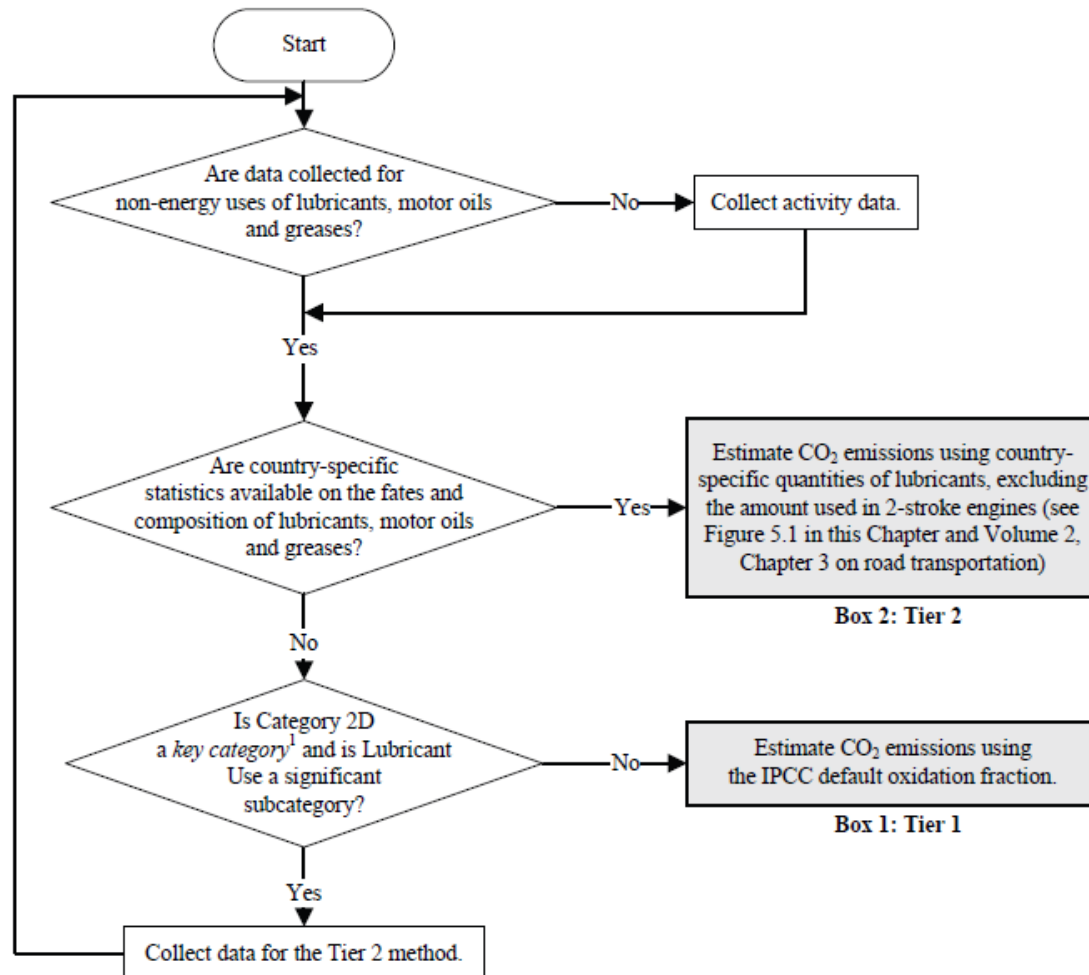 Start
Are data collected for
non-energy uses of lubricants, motor oils
and greases?
No
Collect activity data.
Yes
Are country-specific
statistics available on the fates and
composition of lubricants, motor oils
and greases?
Yes
Estimate CO₂ emissions using country-
specific quantities of lubricants, excluding
the amount used in 2-stroke engines (see
Figure 5.1 in this Chapter and Volume 2,
Chapter 3 on road transportation)
Box 2: Tier 2
No
Is Category 2D
a key category¹ and is Lubricant
Use a significant
subcategory?
No
Estimate CO₂ emissions using
the IPCC default oxidation fraction.
Box 1: Tier 1
Yes
Collect data for the Tier 2 method.